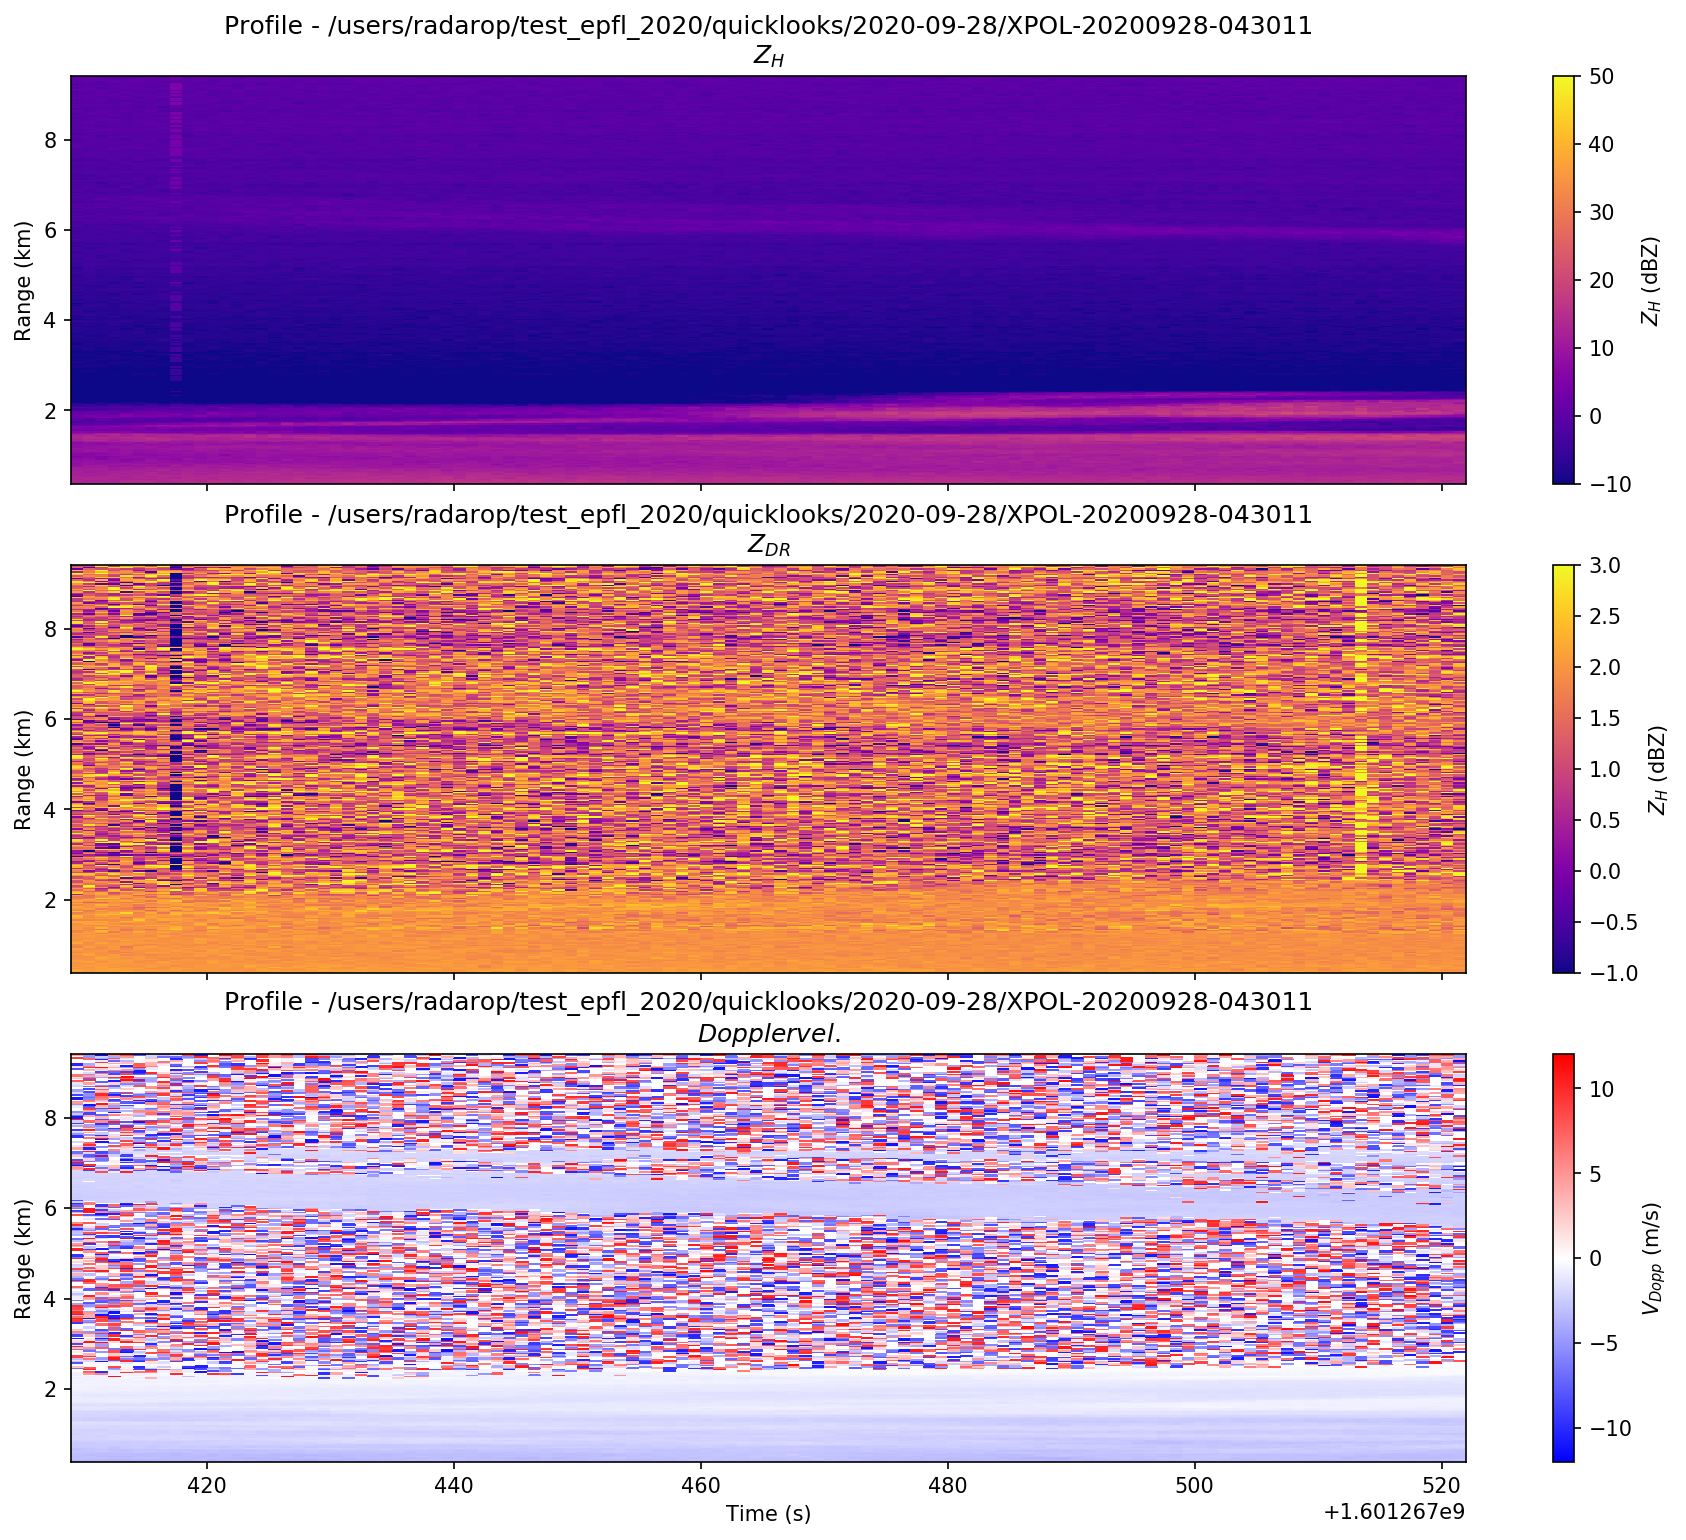 Profile - /users/radarop/test_epfl_2020/quicklooks/2020-09-28/XPOL-20200928-043011
Z_H
8
6
4
2
Range (km)
50
40
30
20
10
0
−10
Z_H (dBZ)
Profile - /users/radarop/test_epfl_2020/quicklooks/2020-09-28/XPOL-20200928-043011
Z_DR
8
6
4
2
Range (km)
3.0
2.5
2.0
1.5
1.0
0.5
0.0
−0.5
−1.0
Z_H (dBZ)
Profile - /users/radarop/test_epfl_2020/quicklooks/2020-09-28/XPOL-20200928-043011
Dopplervel.
8
6
4
2
Range (km)
420 440 460 480 500 520
Time (s)
+1.601267e9
10
5
0
−5
−10
V_Dopp (m/s)